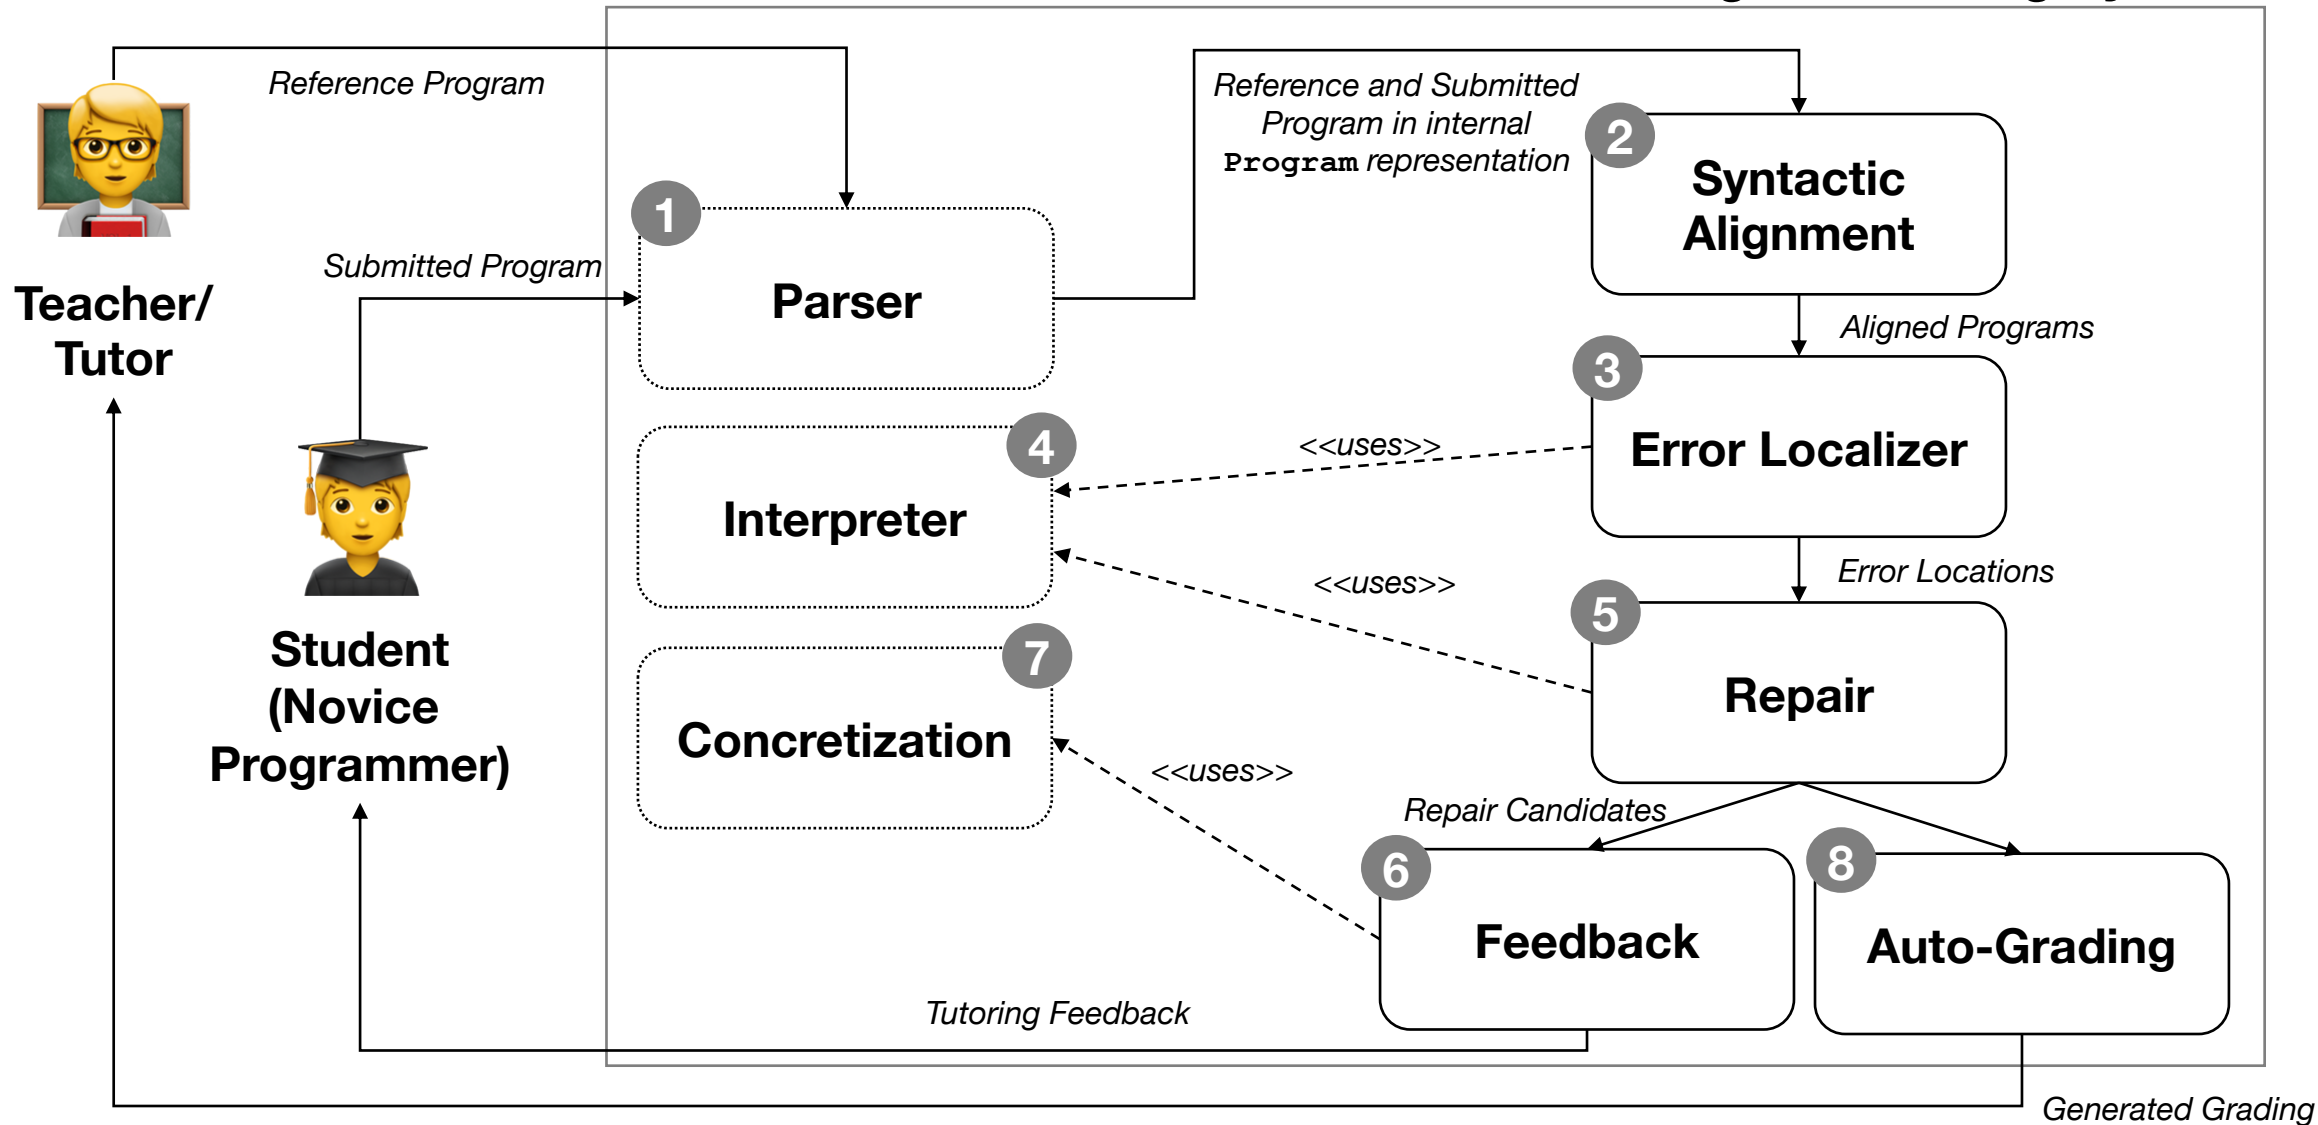 Reference Program
Reference and Submitted
Program in internal
Program representation
2
Syntactic
Alignment
1
Parser
Submitted Program
Teacher/
Tutor
Aligned Programs
3
Error Localizer
<<uses>>
4
Interpreter
Error Locations
<<uses>>
5
Repair
Student
(Novice
Programmer)
7
Concretization
<<uses>>
Repair Candidates
6
Feedback
8
Auto-Grading
Tutoring Feedback
Generated Grading